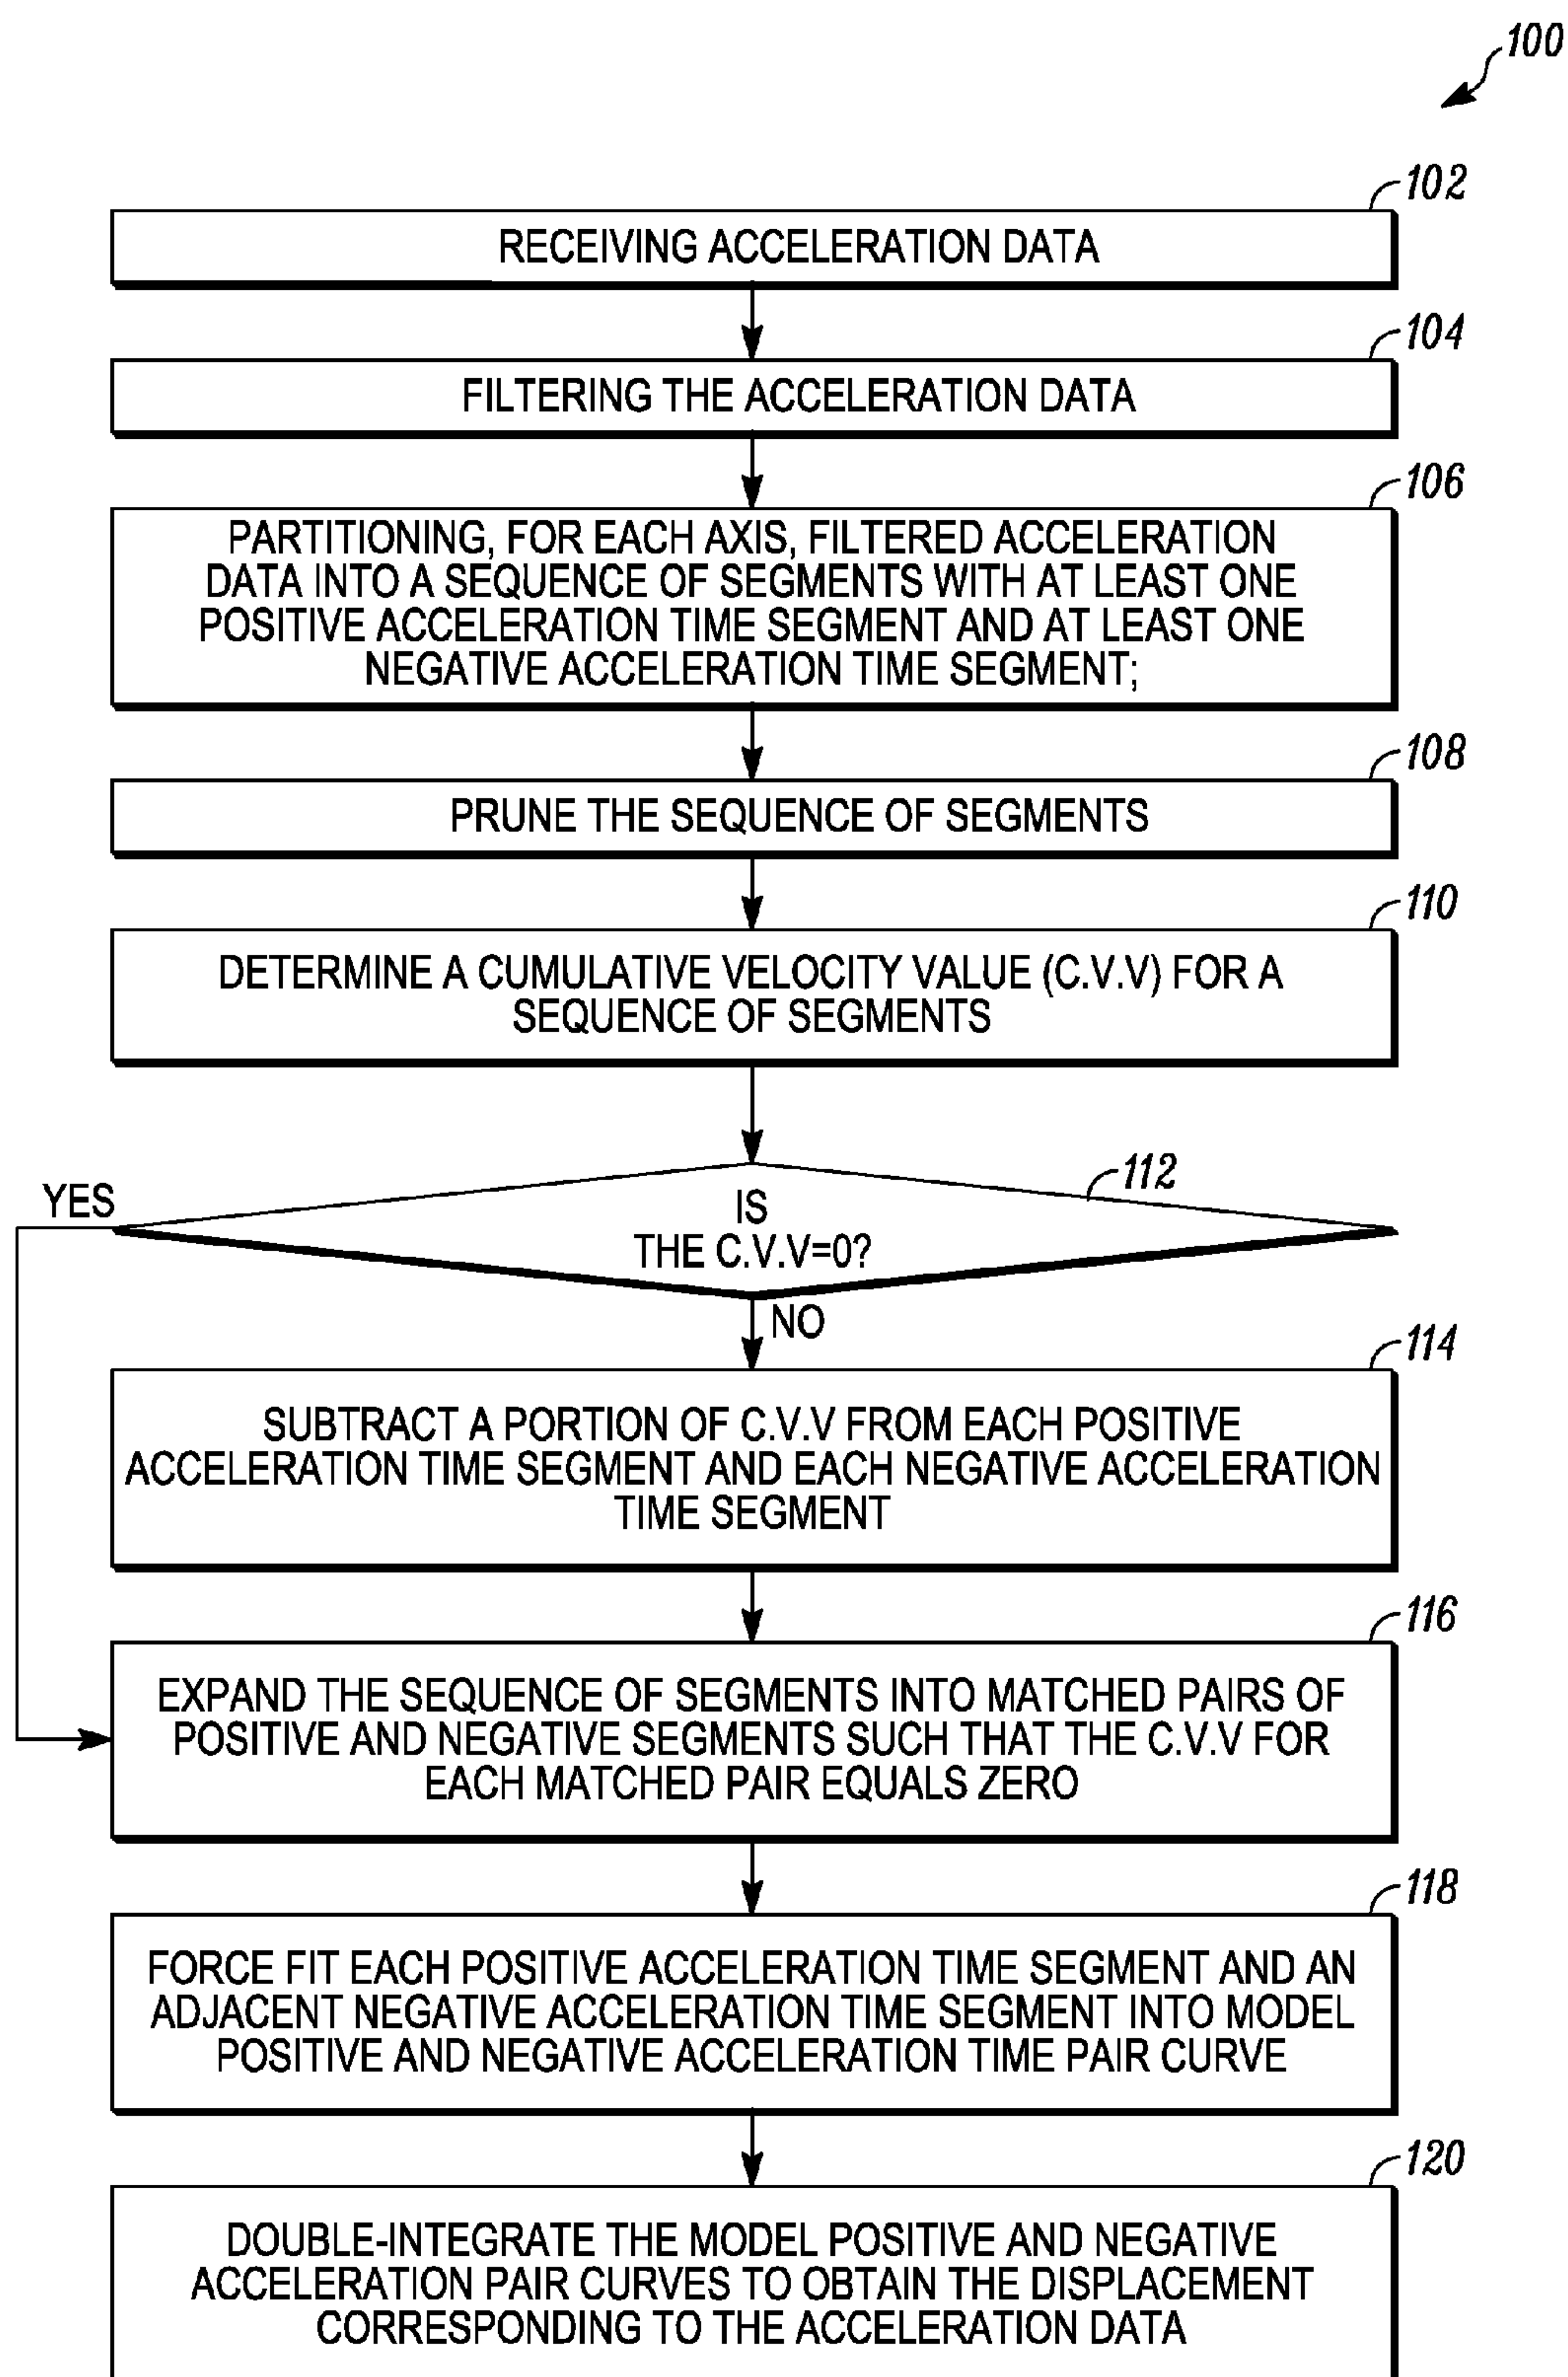 100
102
RECEIVING ACCELERATION DATA
104
FILTERING THE ACCELERATION DATA
106
PARTITIONING, FOR EACH AXIS, FILTERED ACCELERATION
DATA INTO A SEQUENCE OF SEGMENTS WITH AT LEAST ONE
POSITIVE ACCELERATION TIME SEGMENT AND AT LEAST ONE
NEGATIVE ACCELERATION TIME SEGMENT;
108
PRUNE THE SEQUENCE OF SEGMENTS
110
DETERMINE A CUMULATIVE VELOCITY VALUE (C.V.V) FOR A
SEQUENCE OF SEGMENTS
112
YES
IS
THE C.V.V=0?
NO
114
SUBTRACT A PORTION OF C.V.V FROM EACH POSITIVE
ACCELERATION TIME SEGMENT AND EACH NEGATIVE ACCELERATION
TIME SEGMENT
116
EXPAND THE SEQUENCE OF SEGMENTS INTO MATCHED PAIRS OF
POSITIVE AND NEGATIVE SEGMENTS SUCH THAT THE C.V.V FOR
EACH MATCHED PAIR EQUALS ZERO
118
FORCE FIT EACH POSITIVE ACCELERATION TIME SEGMENT AND AN
ADJACENT NEGATIVE ACCELERATION TIME SEGMENT INTO MODEL
POSITIVE AND NEGATIVE ACCELERATION TIME PAIR CURVE
120
DOUBLE-INTEGRATE THE MODEL POSITIVE AND NEGATIVE
ACCELERATION PAIR CURVES TO OBTAIN THE DISPLACEMENT
CORRESPONDING TO THE ACCELERATION DATA